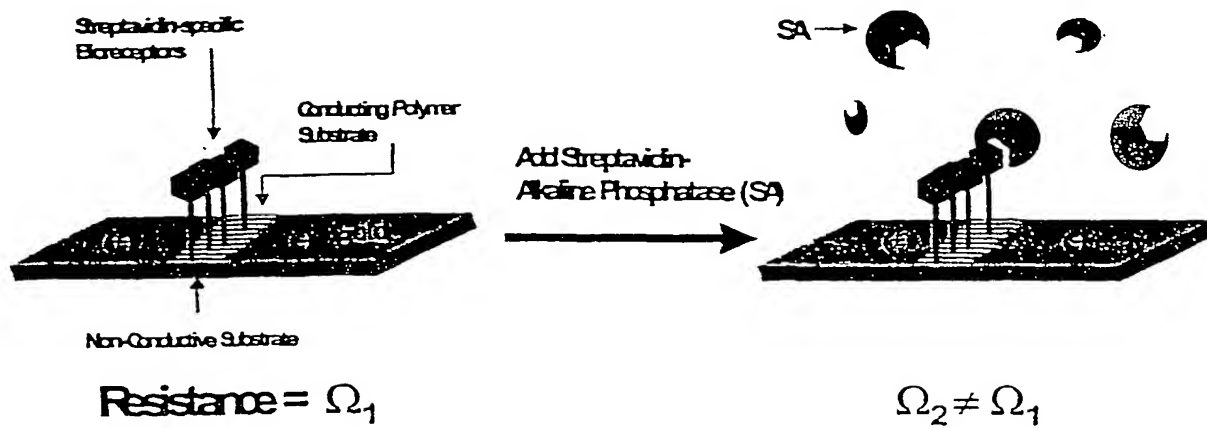 Streptavidin-specific
Bioreceptors
Conducting Polymer
Substrate
Non-Conductive Substrate
Resistance = Ω₁
Add Streptavidin-
Alkaline Phosphatase (SA)
SA
Ω₂ ≠ Ω₁